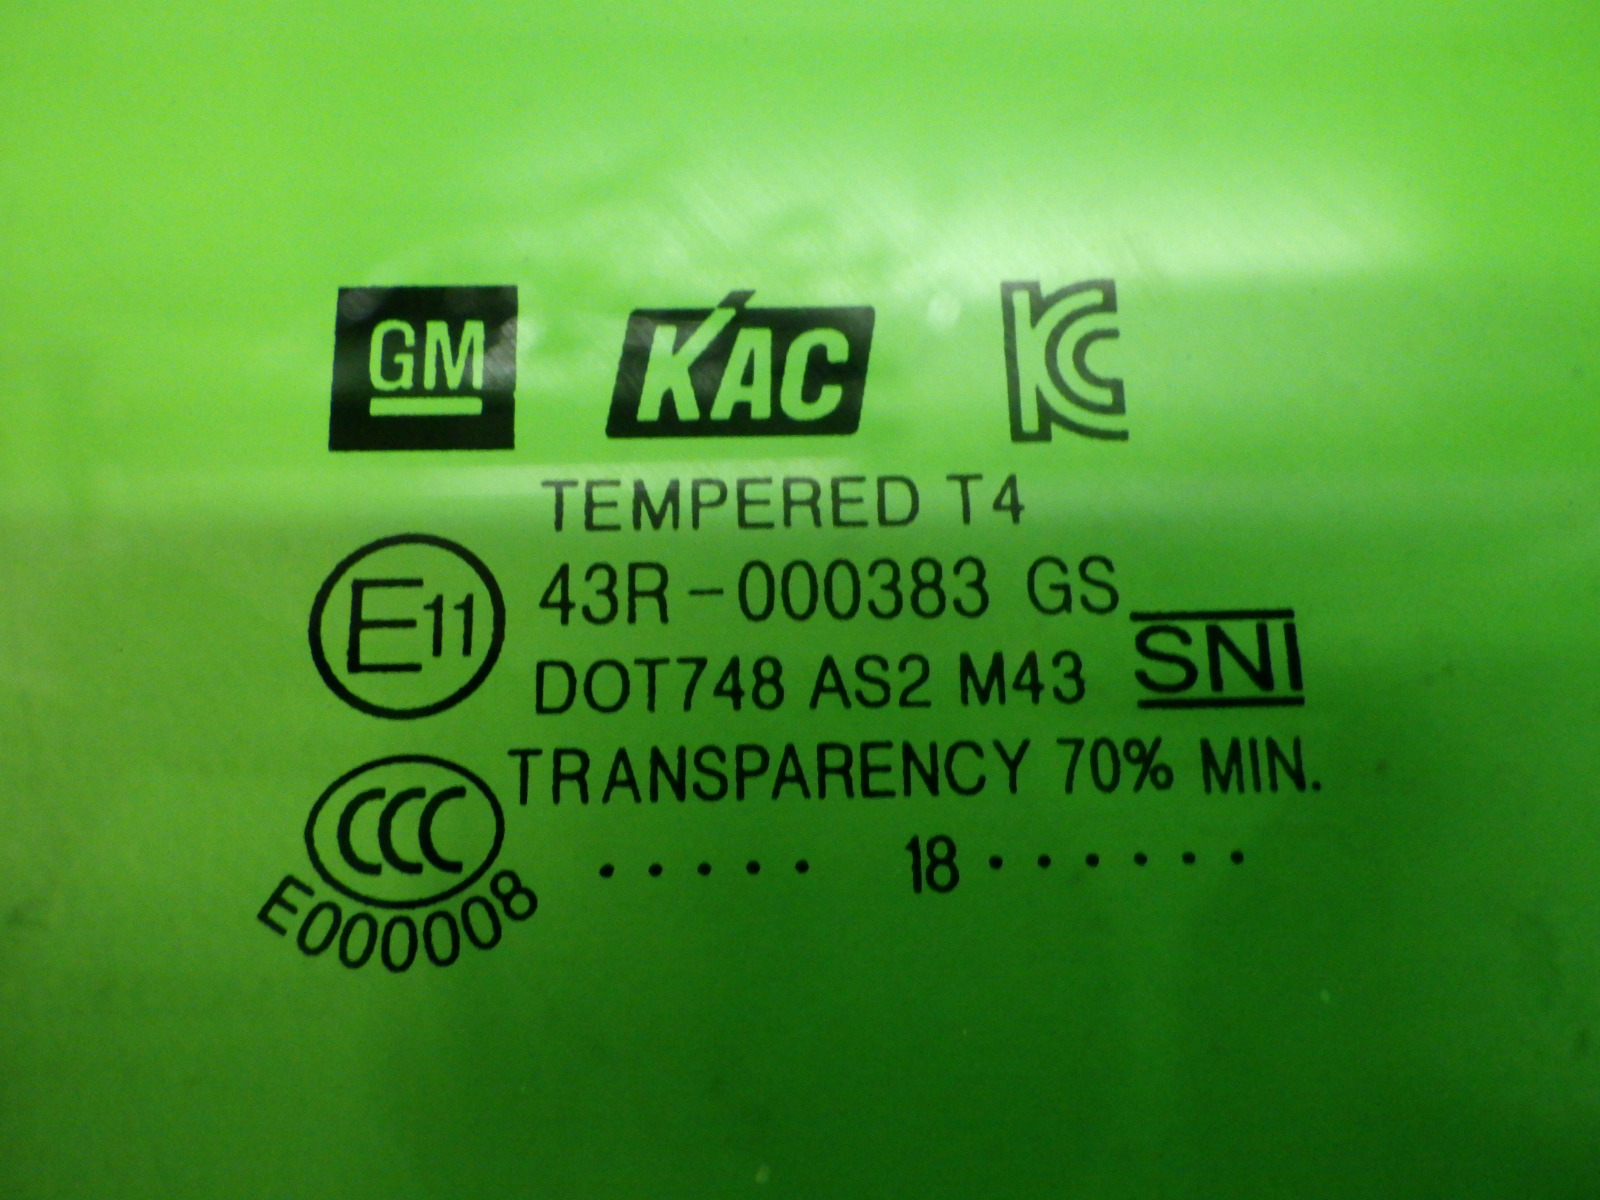 GM KAC KC
TEMPERED T4
E11 43R-000383 GS
DOT748 AS2 M43 SNI
TRANSPARENCY 70% MIN.
CCC ..... 18......
E000008